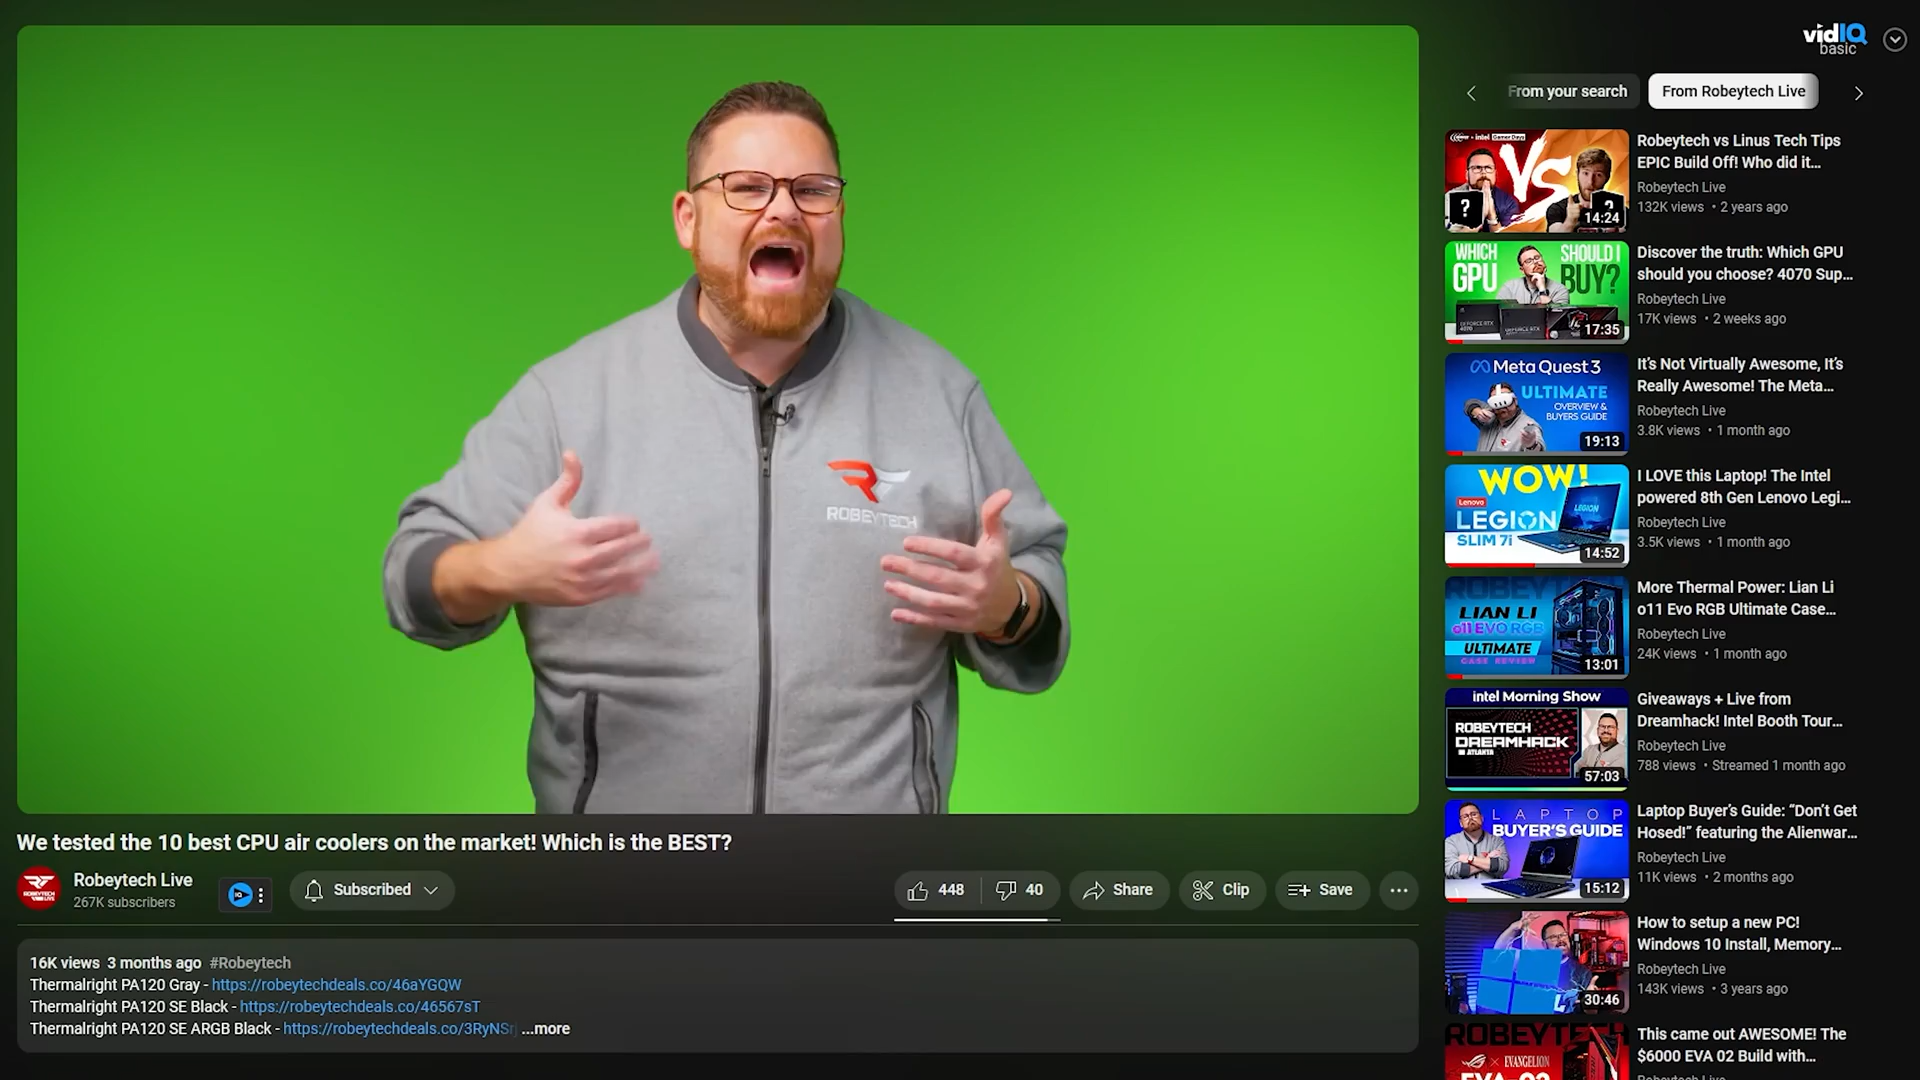 ROBEYTECH
We tested the 10 best CPU air coolers on the market! Which is the BEST?
Robeytech Live
267K subscribers
Subscribed
448
40
Share
Clip
Save
16K views 3 months ago #Robeytech
Thermalright PA120 Gray - https://robeytechdeals.co/46aYGQW
Thermalright PA120 SE Black - https://robeytechdeals.co/46567sT
Thermalright PA120 SE ARGB Black - https://robeytechdeals.co/3RyNSr ...more
vidIQ
basic
From your search
From Robeytech Live
VS
?
?
14:24
Robeytech vs Linus Tech Tips
EPIC Build Off! Who did it...
Robeytech Live
132K views • 2 years ago
WHICH SHOULD I
GPU BUY?
17:35
Discover the truth: Which GPU
should you choose? 4070 Sup...
Robeytech Live
17K views • 2 weeks ago
Meta Quest 3
ULTIMATE
OVERVIEW &
BUYERS GUIDE
19:13
It's Not Virtually Awesome, It's
Really Awesome! The Meta...
Robeytech Live
3.8K views • 1 month ago
WOW!
Lenovo
LEGION
SLIM 7i
LEGION
14:52
I LOVE this Laptop! The Intel
powered 8th Gen Lenovo Legi...
Robeytech Live
3.5K views • 1 month ago
LIAN LI
o11 EVO RGB
ULTIMATE
CASE REVIEW
13:01
More Thermal Power: Lian Li
o11 Evo RGB Ultimate Case...
Robeytech Live
24K views • 1 month ago
intel Morning Show
ROBEYTECH
DREAMHACK
ATLANTA
57:03
Giveaways + Live from
Dreamhack! Intel Booth Tour...
Robeytech Live
788 views • Streamed 1 month ago
LAPTOP
BUYER'S GUIDE
15:12
Laptop Buyer's Guide: “Don't Get
Hosed!” featuring the Alienwar...
Robeytech Live
11K views • 2 months ago
30:46
How to setup a new PC!
Windows 10 Install, Memory...
Robeytech Live
143K views • 3 years ago
ROBEYTECH
EVANGELION
EVA-02
This came out AWESOME! The
$6000 EVA 02 Build with...